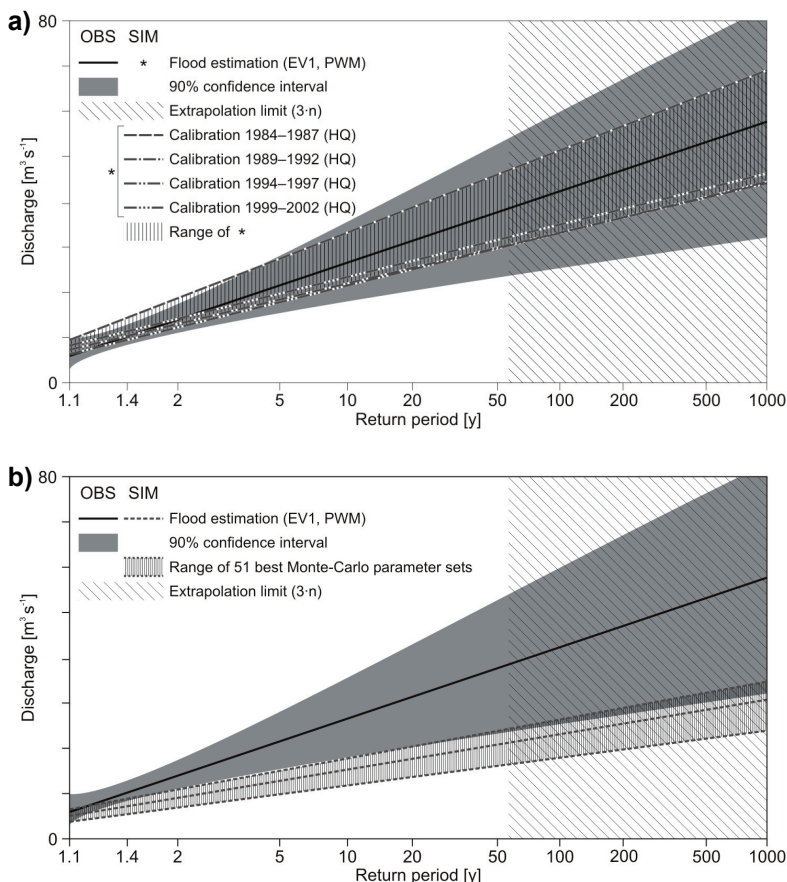 a)
80
OBS SIM
* Flood estimation (EV1, PWM)
90% confidence interval
Extrapolation limit (3·n)
Calibration 1984–1987 (HQ)
Calibration 1989–1992 (HQ)
*
Calibration 1994–1997 (HQ)
Calibration 1999–2002 (HQ)
Range of *
Discharge [m³ s⁻¹]
0
1.1 1.4 2 5 10 20 50 100 200 500 1000
Return period [y]
b)
80
OBS SIM
Flood estimation (EV1, PWM)
90% confidence interval
Range of 51 best Monte-Carlo parameter sets
Extrapolation limit (3·n)
Discharge [m³ s⁻¹]
0
1.1 1.4 2 5 10 20 50 100 200 500 1000
Return period [y]